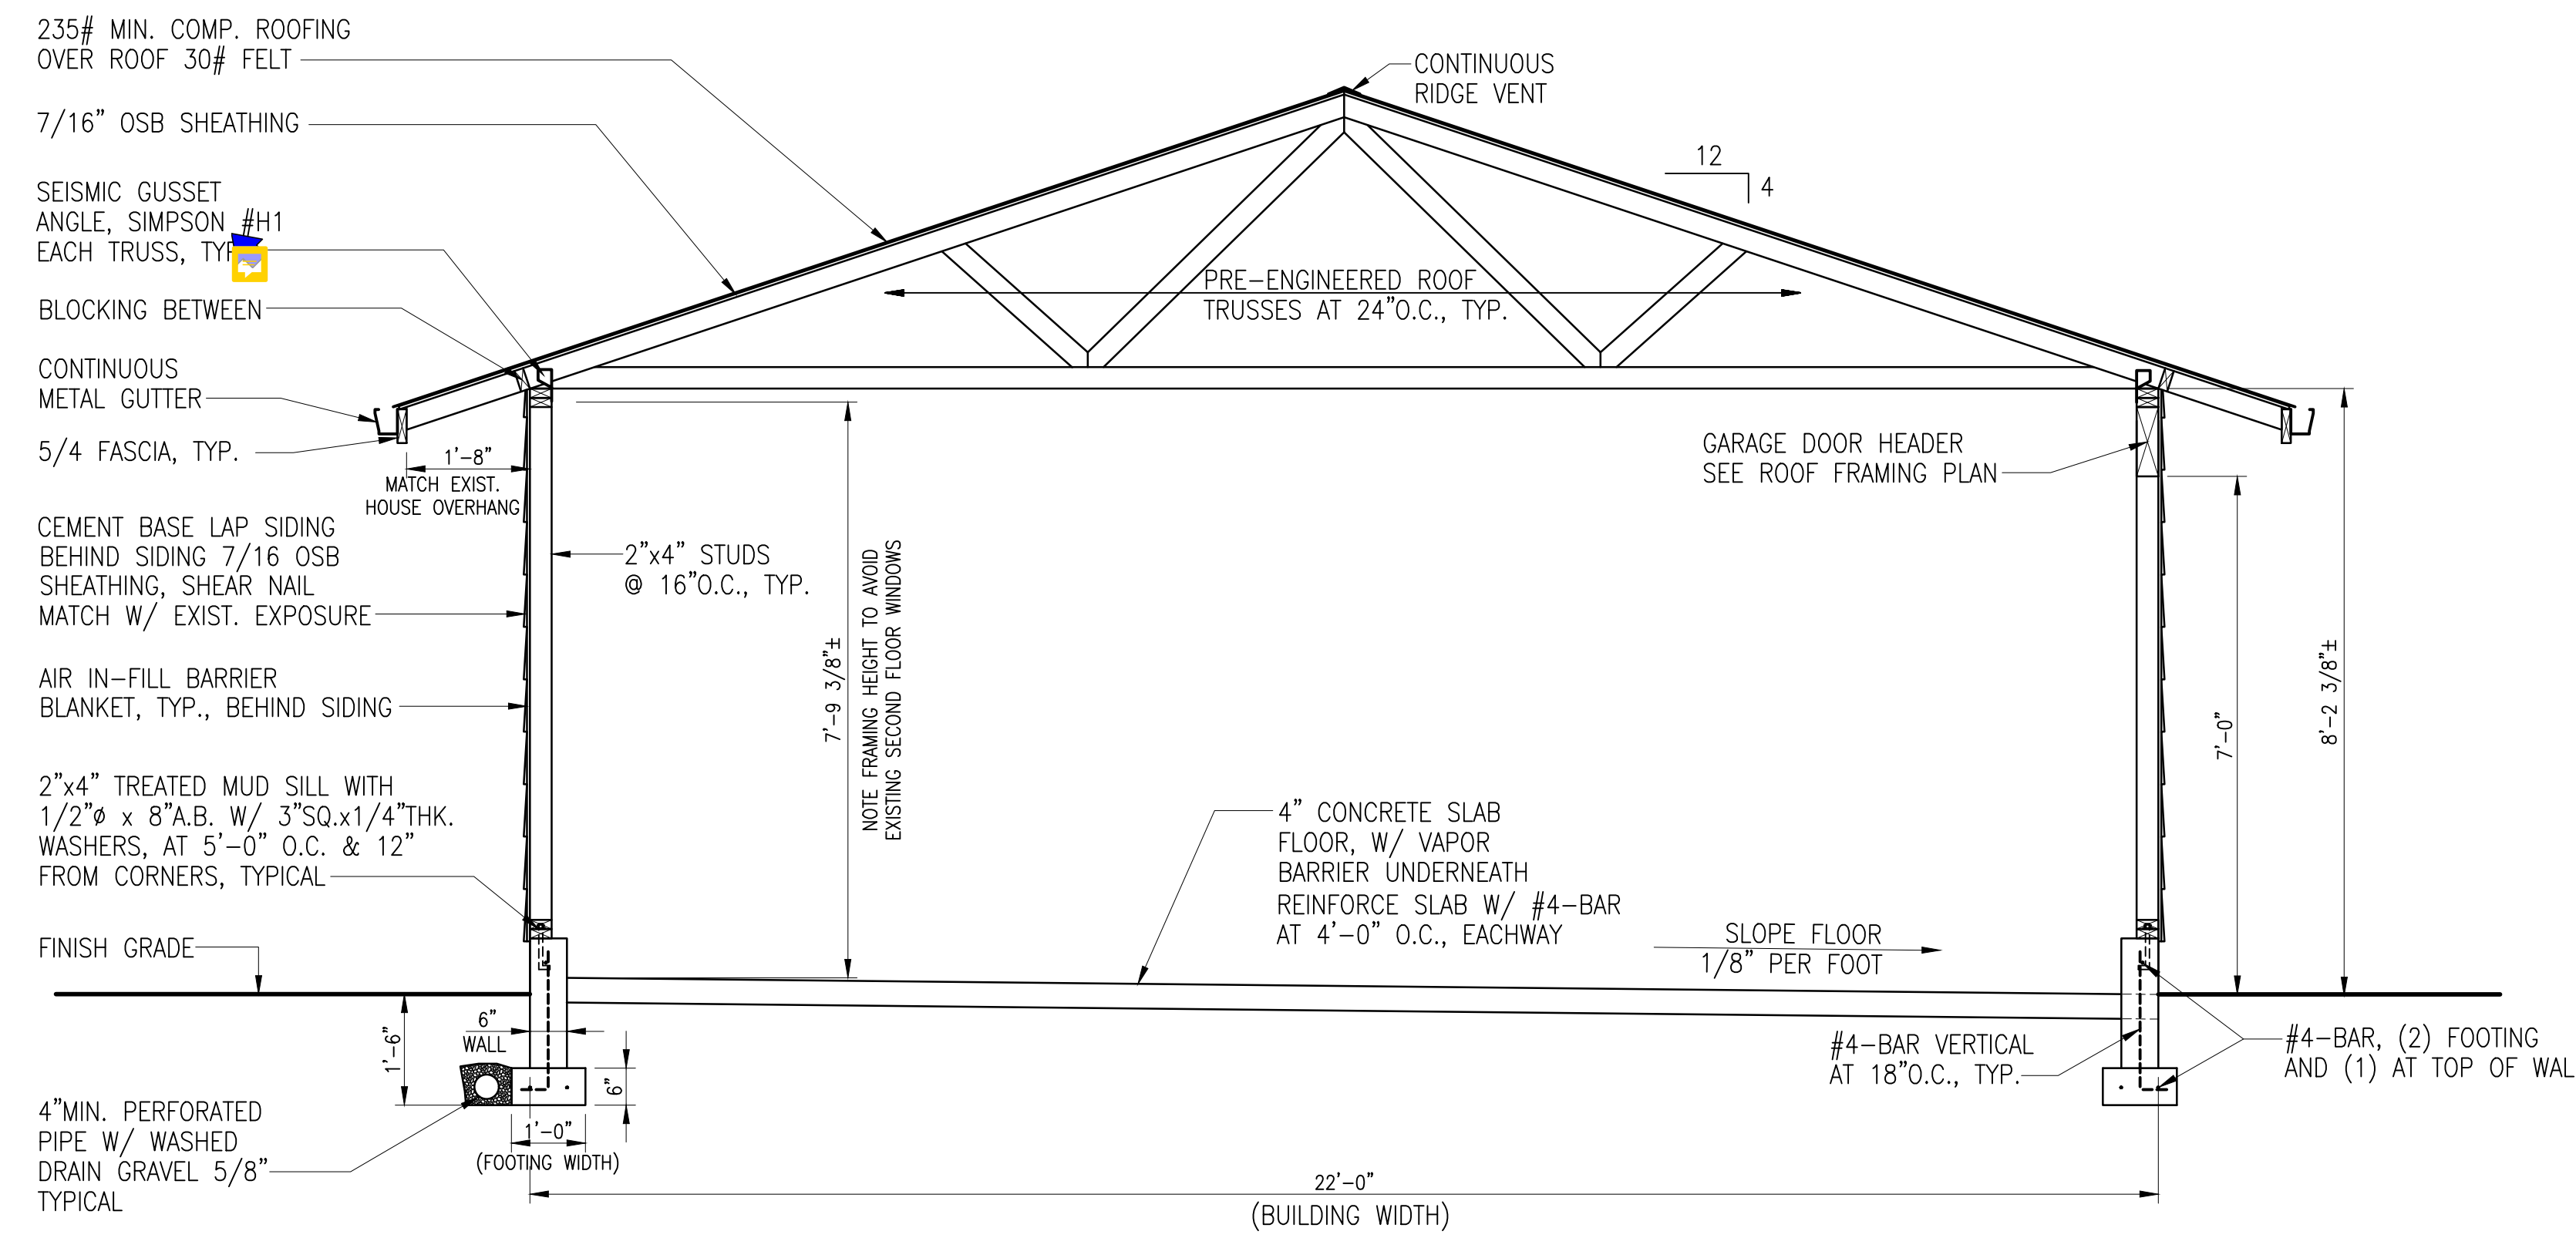 235# MIN. COMP. ROOFING
OVER ROOF 30# FELT
7/16" OSB SHEATHING
SEISMIC GUSSET
ANGLE, SIMPSON #H1
EACH TRUSS, TYP
BLOCKING BETWEEN
CONTINUOUS
METAL GUTTER
5/4 FASCIA, TYP.
1'-8"
MATCH EXIST.
HOUSE OVERHANG
CEMENT BASE LAP SIDING
BEHIND SIDING 7/16 OSB
SHEATHING, SHEAR NAIL
MATCH W/ EXIST. EXPOSURE
AIR IN-FILL BARRIER
BLANKET, TYP., BEHIND SIDING
2"x4" TREATED MUD SILL WITH
1/2"ø x 8"A.B. W/ 3"SQ.x1/4"THK.
WASHERS, AT 5'-0" O.C. & 12"
FROM CORNERS, TYPICAL
FINISH GRADE
1'-6"
6"
WALL
6"
1'-0"
(FOOTING WIDTH)
4"MIN. PERFORATED
PIPE W/ WASHED
DRAIN GRAVEL 5/8"
TYPICAL
CONTINUOUS
RIDGE VENT
12
4
PRE-ENGINEERED ROOF
TRUSSES AT 24"O.C., TYP.
2"x4" STUDS
@ 16"O.C., TYP.
7'-9 3/8"±
NOTE FRAMING HEIGHT TO AVOID
EXISTING SECOND FLOOR WINDOWS
GARAGE DOOR HEADER
SEE ROOF FRAMING PLAN
7'-0"
8'-2 3/8"±
4" CONCRETE SLAB
FLOOR, W/ VAPOR
BARRIER UNDERNEATH
REINFORCE SLAB W/ #4-BAR
AT 4'-0" O.C., EACHWAY
SLOPE FLOOR
1/8" PER FOOT
#4-BAR VERTICAL
AT 18"O.C., TYP.
#4-BAR, (2) FOOTING
AND (1) AT TOP OF WAL
22'-0"
(BUILDING WIDTH)